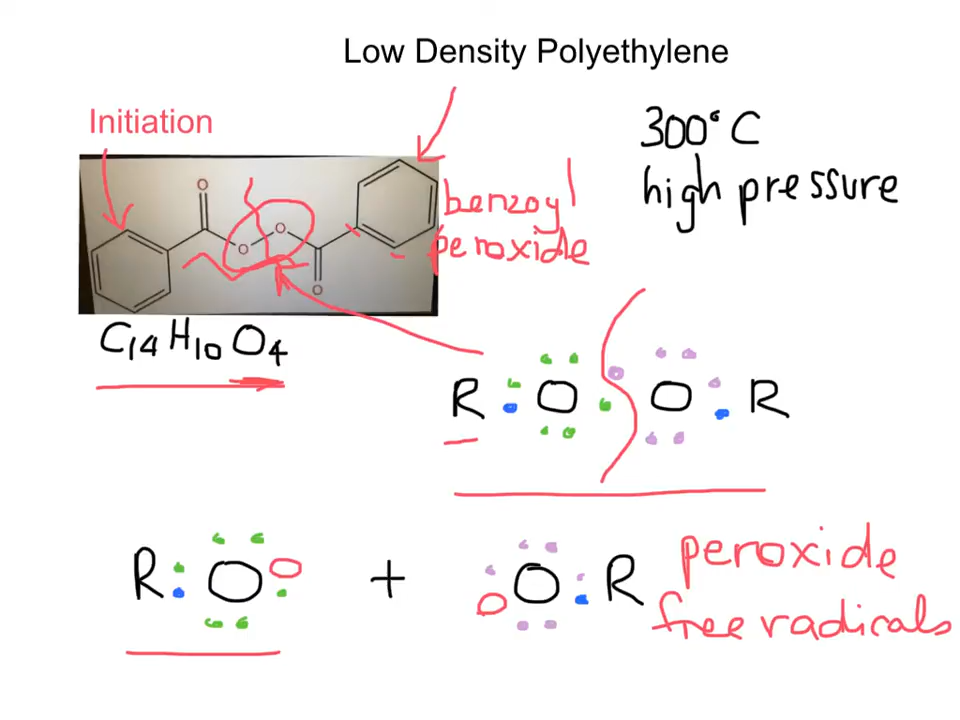 Low Density Polyethylene
Initiation
300°C
high pressure
O
O
O
O
benzoyl
peroxide
C14H10O4
R O O R
R O + O R
peroxide
free radicals